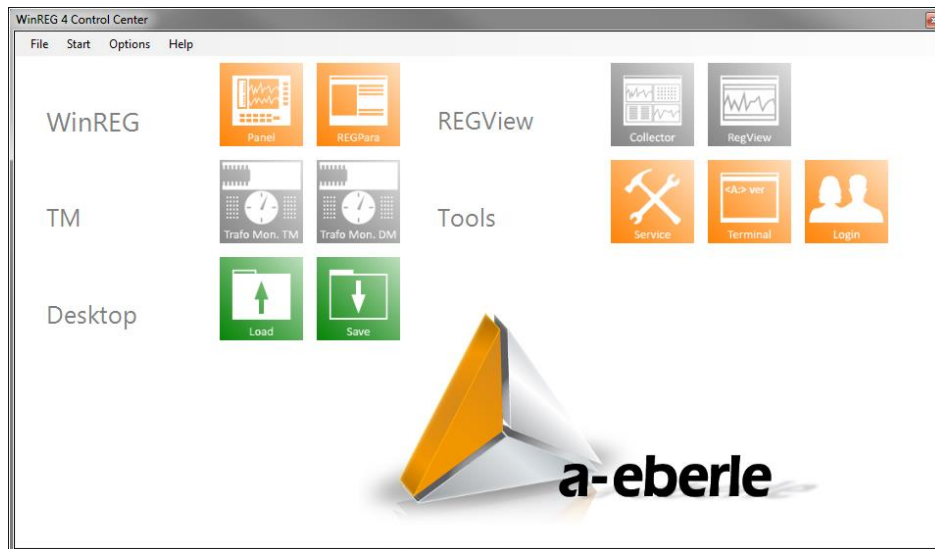 WinREG 4 Control Center
File Start Options Help
WinREG
Panel
REGPara
REGView
Collector
RegView
TM
Trafo Mon. TM
Trafo Mon. DM
Tools
<A:> ver
Service
Terminal
Login
Desktop
Load
Save
a-eberle